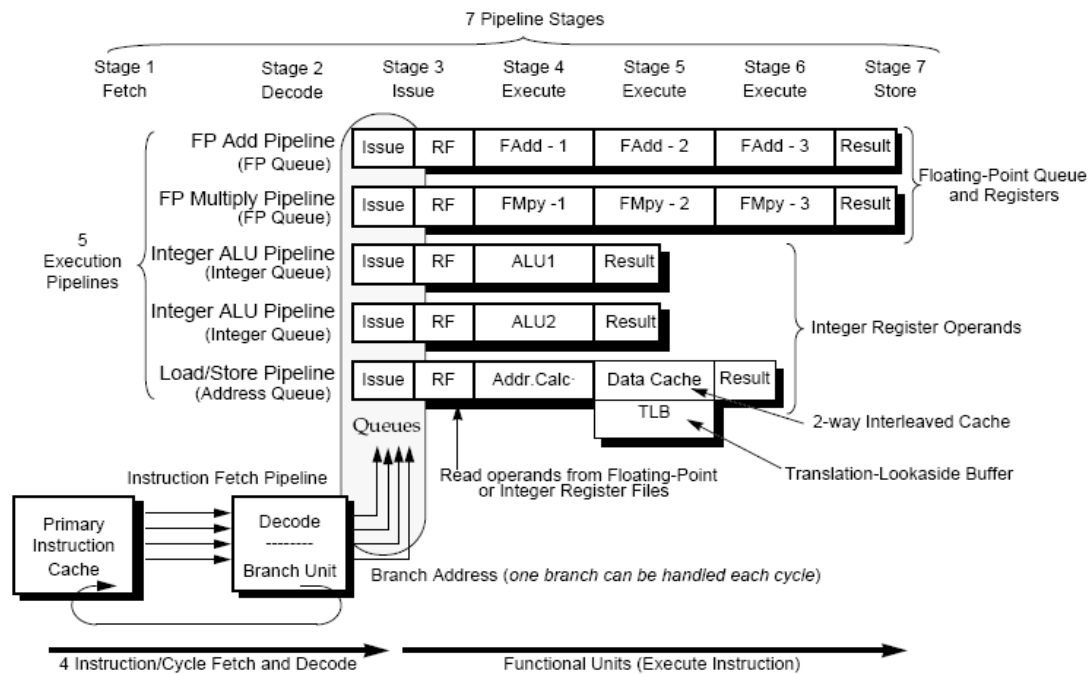 7 Pipeline Stages
Stage 1 Stage 2 Stage 3 Stage 4 Stage 5 Stage 6 Stage 7
Fetch Decode Issue Execute Execute Execute Store
FP Add Pipeline
(FP Queue)
Issue RF FAdd - 1 FAdd - 2 FAdd - 3 Result
FP Multiply Pipeline
(FP Queue)
Issue RF FMpy -1 FMpy - 2 FMpy - 3 Result
Floating-Point Queue
and Registers
5
Execution
Pipelines
Integer ALU Pipeline
(Integer Queue)
Issue RF ALU1 Result
Integer ALU Pipeline
(Integer Queue)
Issue RF ALU2 Result
Integer Register Operands
Load/Store Pipeline
(Address Queue)
Issue RF Addr.Calc. Data Cache Result
TLB
2-way Interleaved Cache
Translation-Lookaside Buffer
Queues
Read operands from Floating-Point
or Integer Register Files
Instruction Fetch Pipeline
Primary
Instruction
Cache
Decode
--------
Branch Unit
Branch Address (one branch can be handled each cycle)
4 Instruction/Cycle Fetch and Decode
Functional Units (Execute Instruction)